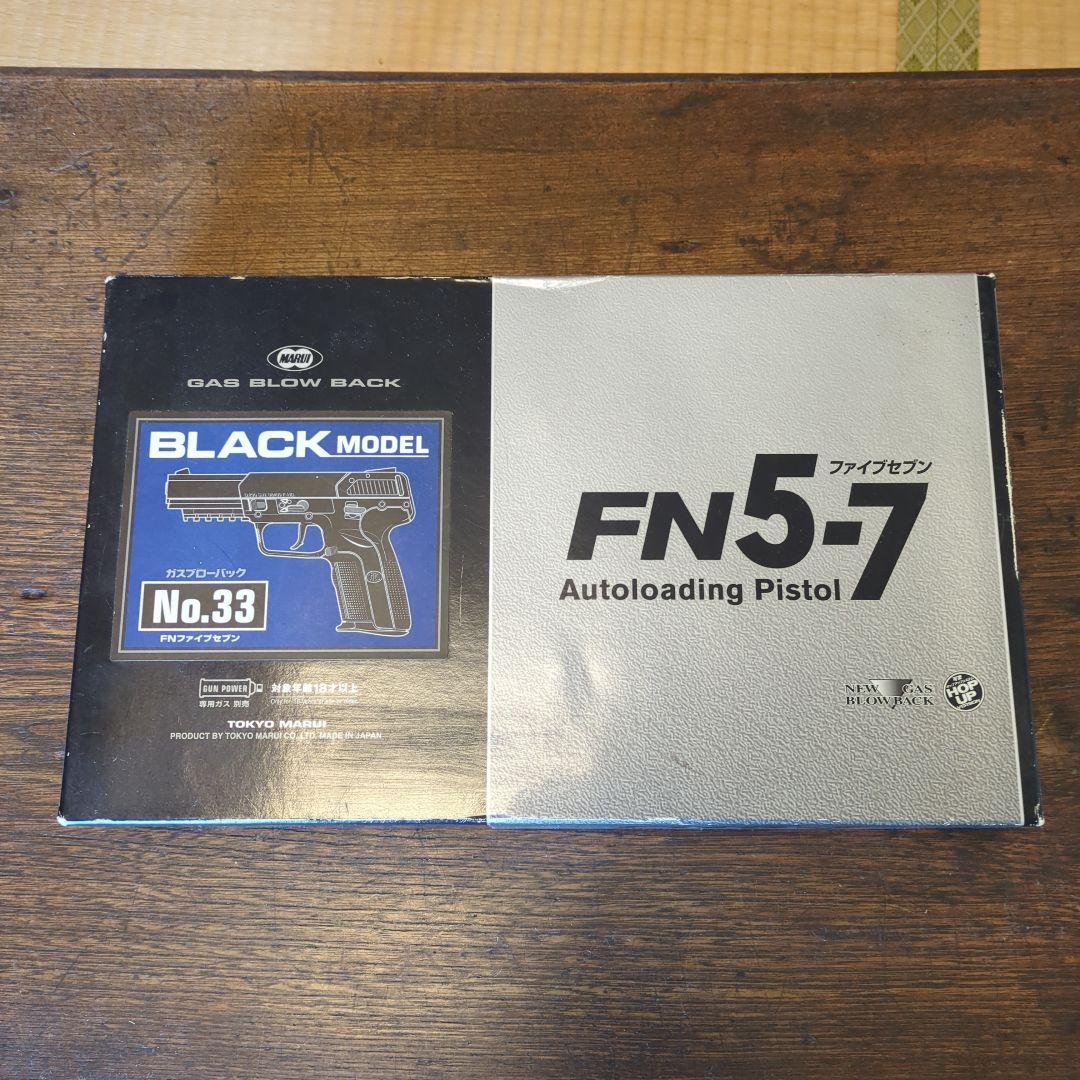 MARUI
GAS BLOW BACK
BLACK MODEL
ガスブローバック
No.33
FNファイブセブン
GUN POWER
専用ガス 別売
対象年齢18才以上
TOKYO MARUI
PRODUCT BY TOKYO MARUI CO., LTD. MADE IN JAPAN
ファイブセブン
FN5-7
Autoloading Pistol
NEW GAS
BLOWBACK
HOP
UP